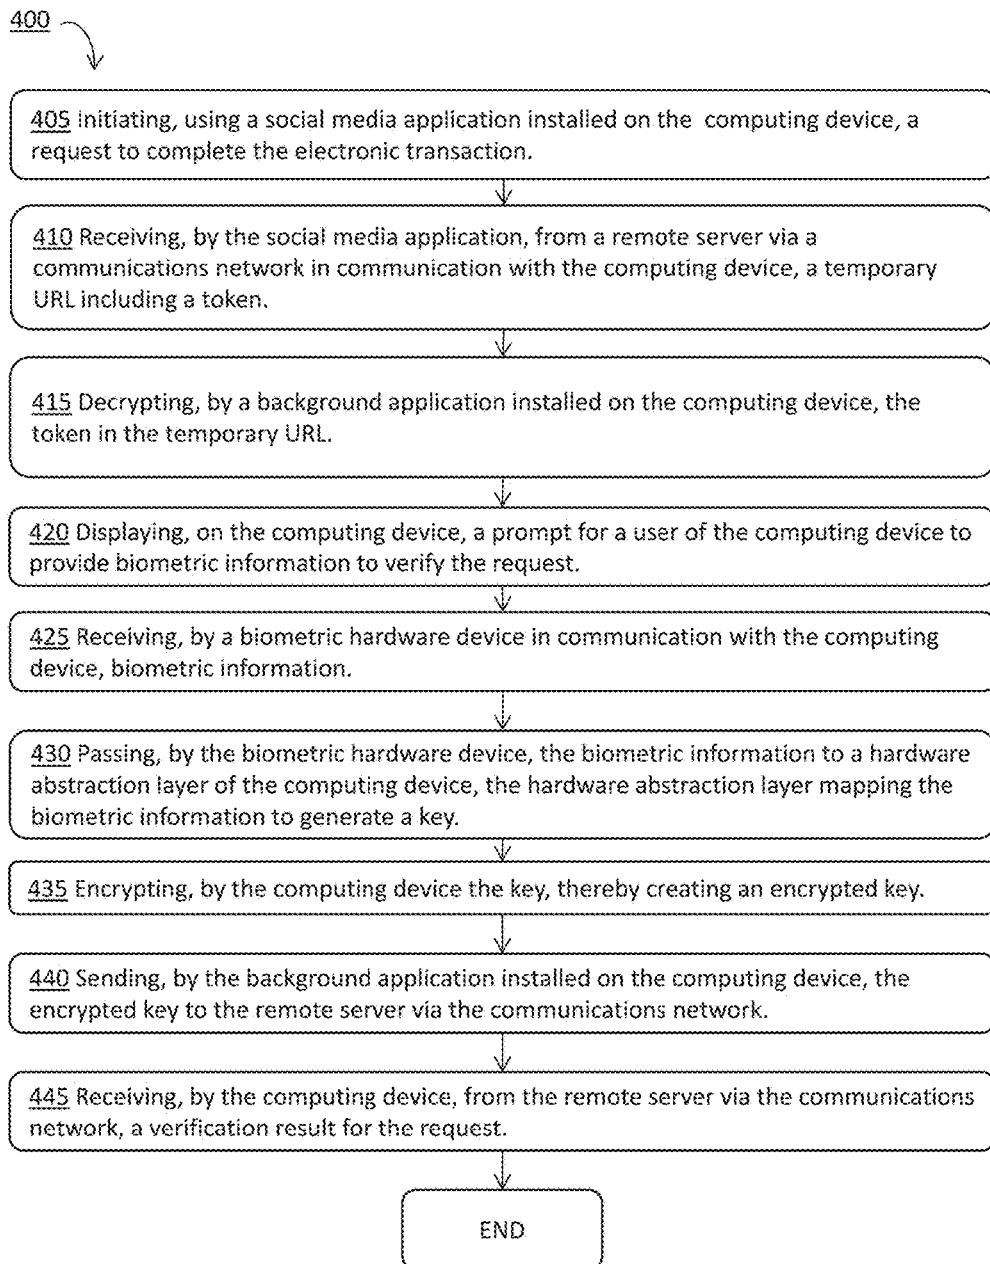 400
405 Initiating, using a social media application installed on the computing device, a
request to complete the electronic transaction.
410 Receiving, by the social media application, from a remote server via a
communications network in communication with the computing device, a temporary
URL including a token.
415 Decrypting, by a background application installed on the computing device, the
token in the temporary URL.
420 Displaying, on the computing device, a prompt for a user of the computing device to
provide biometric information to verify the request.
425 Receiving, by a biometric hardware device in communication with the computing
device, biometric information.
430 Passing, by the biometric hardware device, the biometric information to a hardware
abstraction layer of the computing device, the hardware abstraction layer mapping the
biometric information to generate a key.
435 Encrypting, by the computing device the key, thereby creating an encrypted key.
440 Sending, by the background application installed on the computing device, the
encrypted key to the remote server via the communications network.
445 Receiving, by the computing device, from the remote server via the communications
network, a verification result for the request.
END